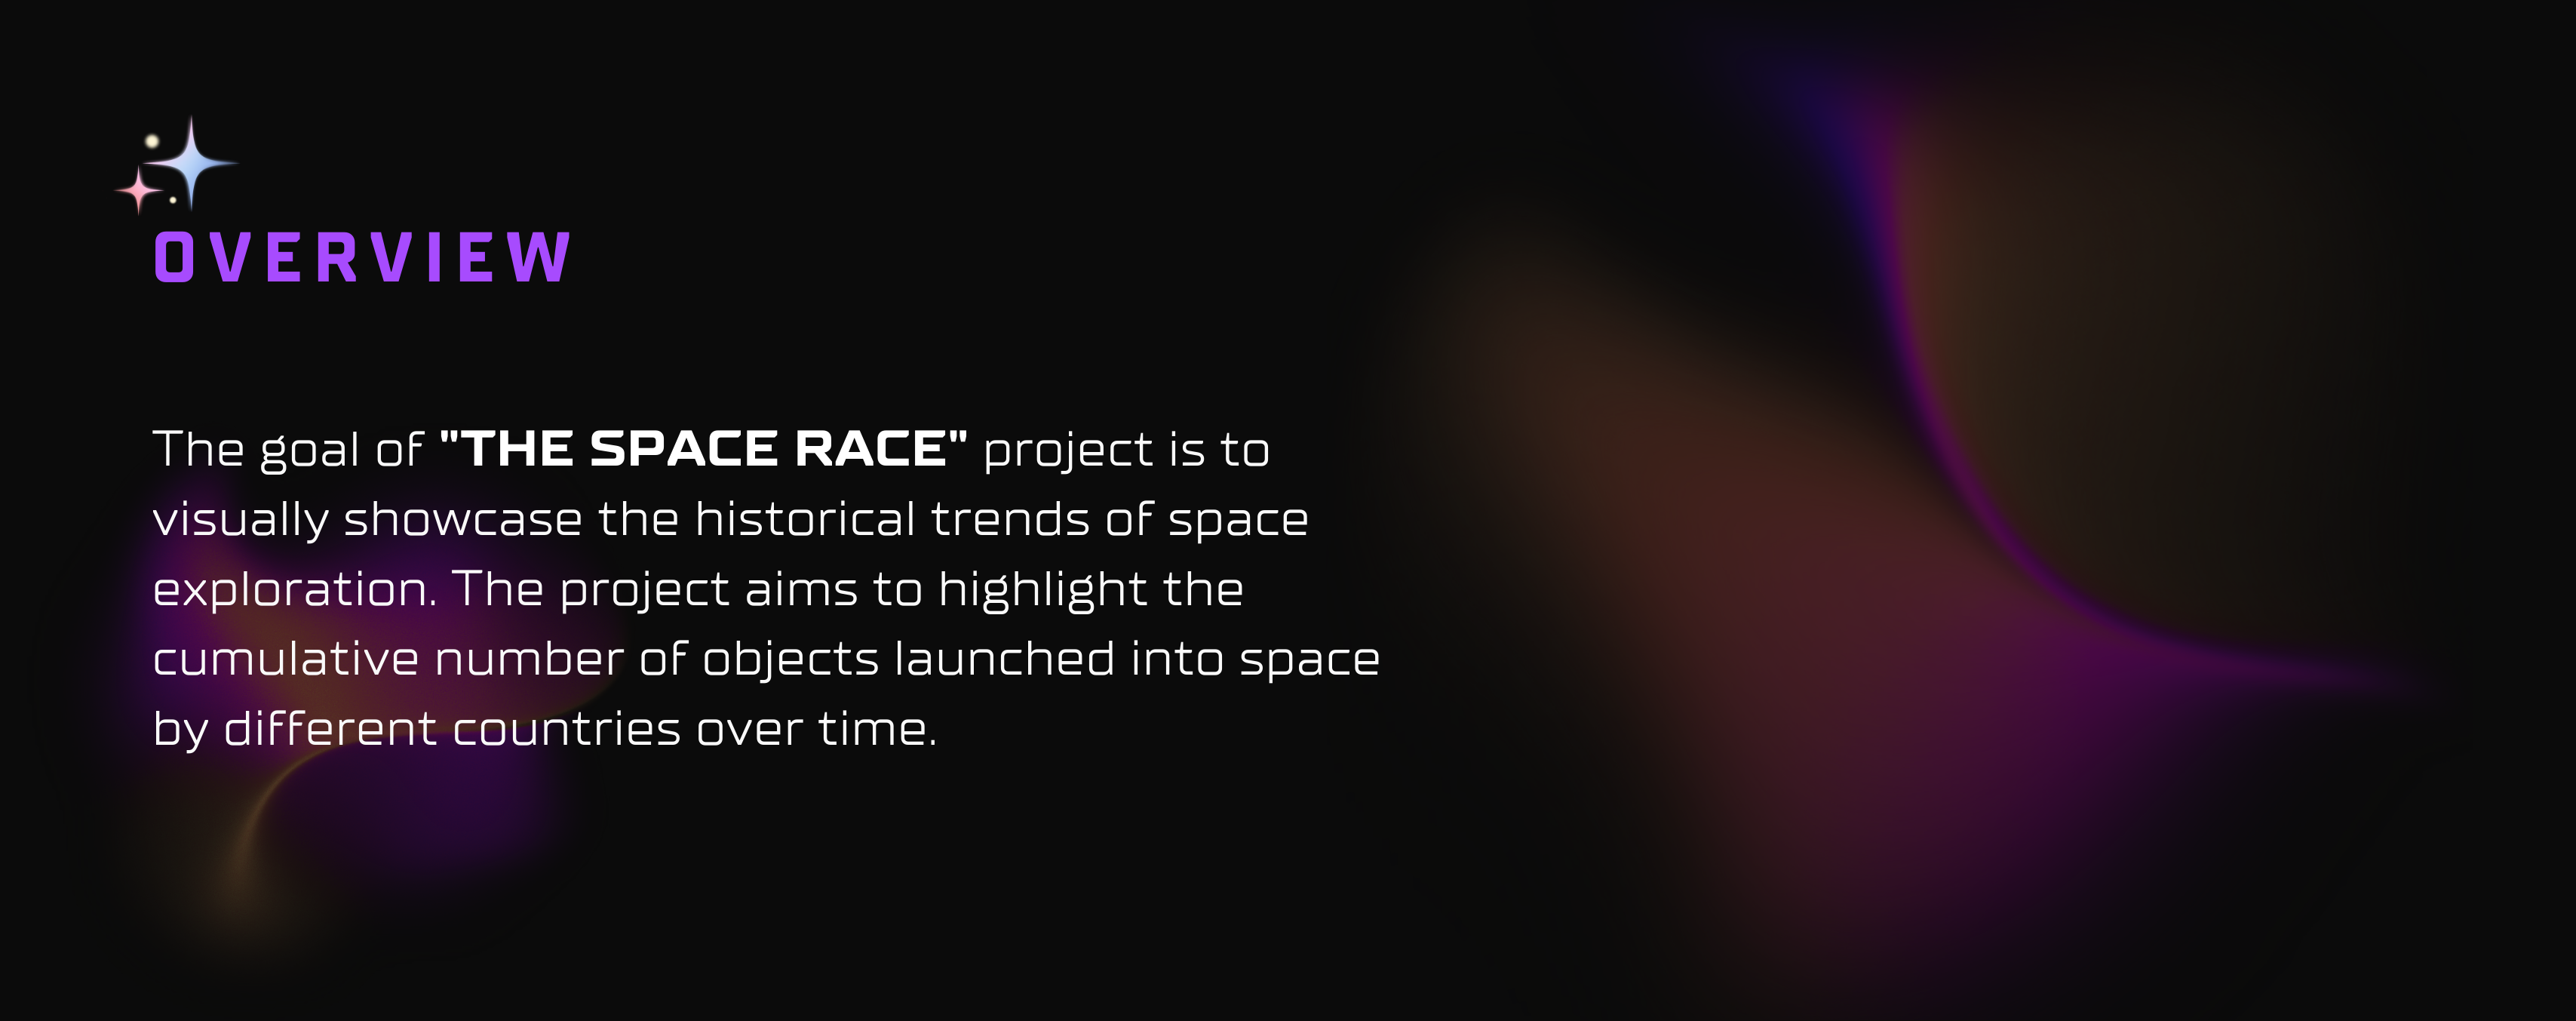 OVERVIEW
The goal of "THE SPACE RACE" project is to
visually showcase the historical trends of space
exploration. The project aims to highlight the
cumulative number of objects launched into space
by different countries over time.